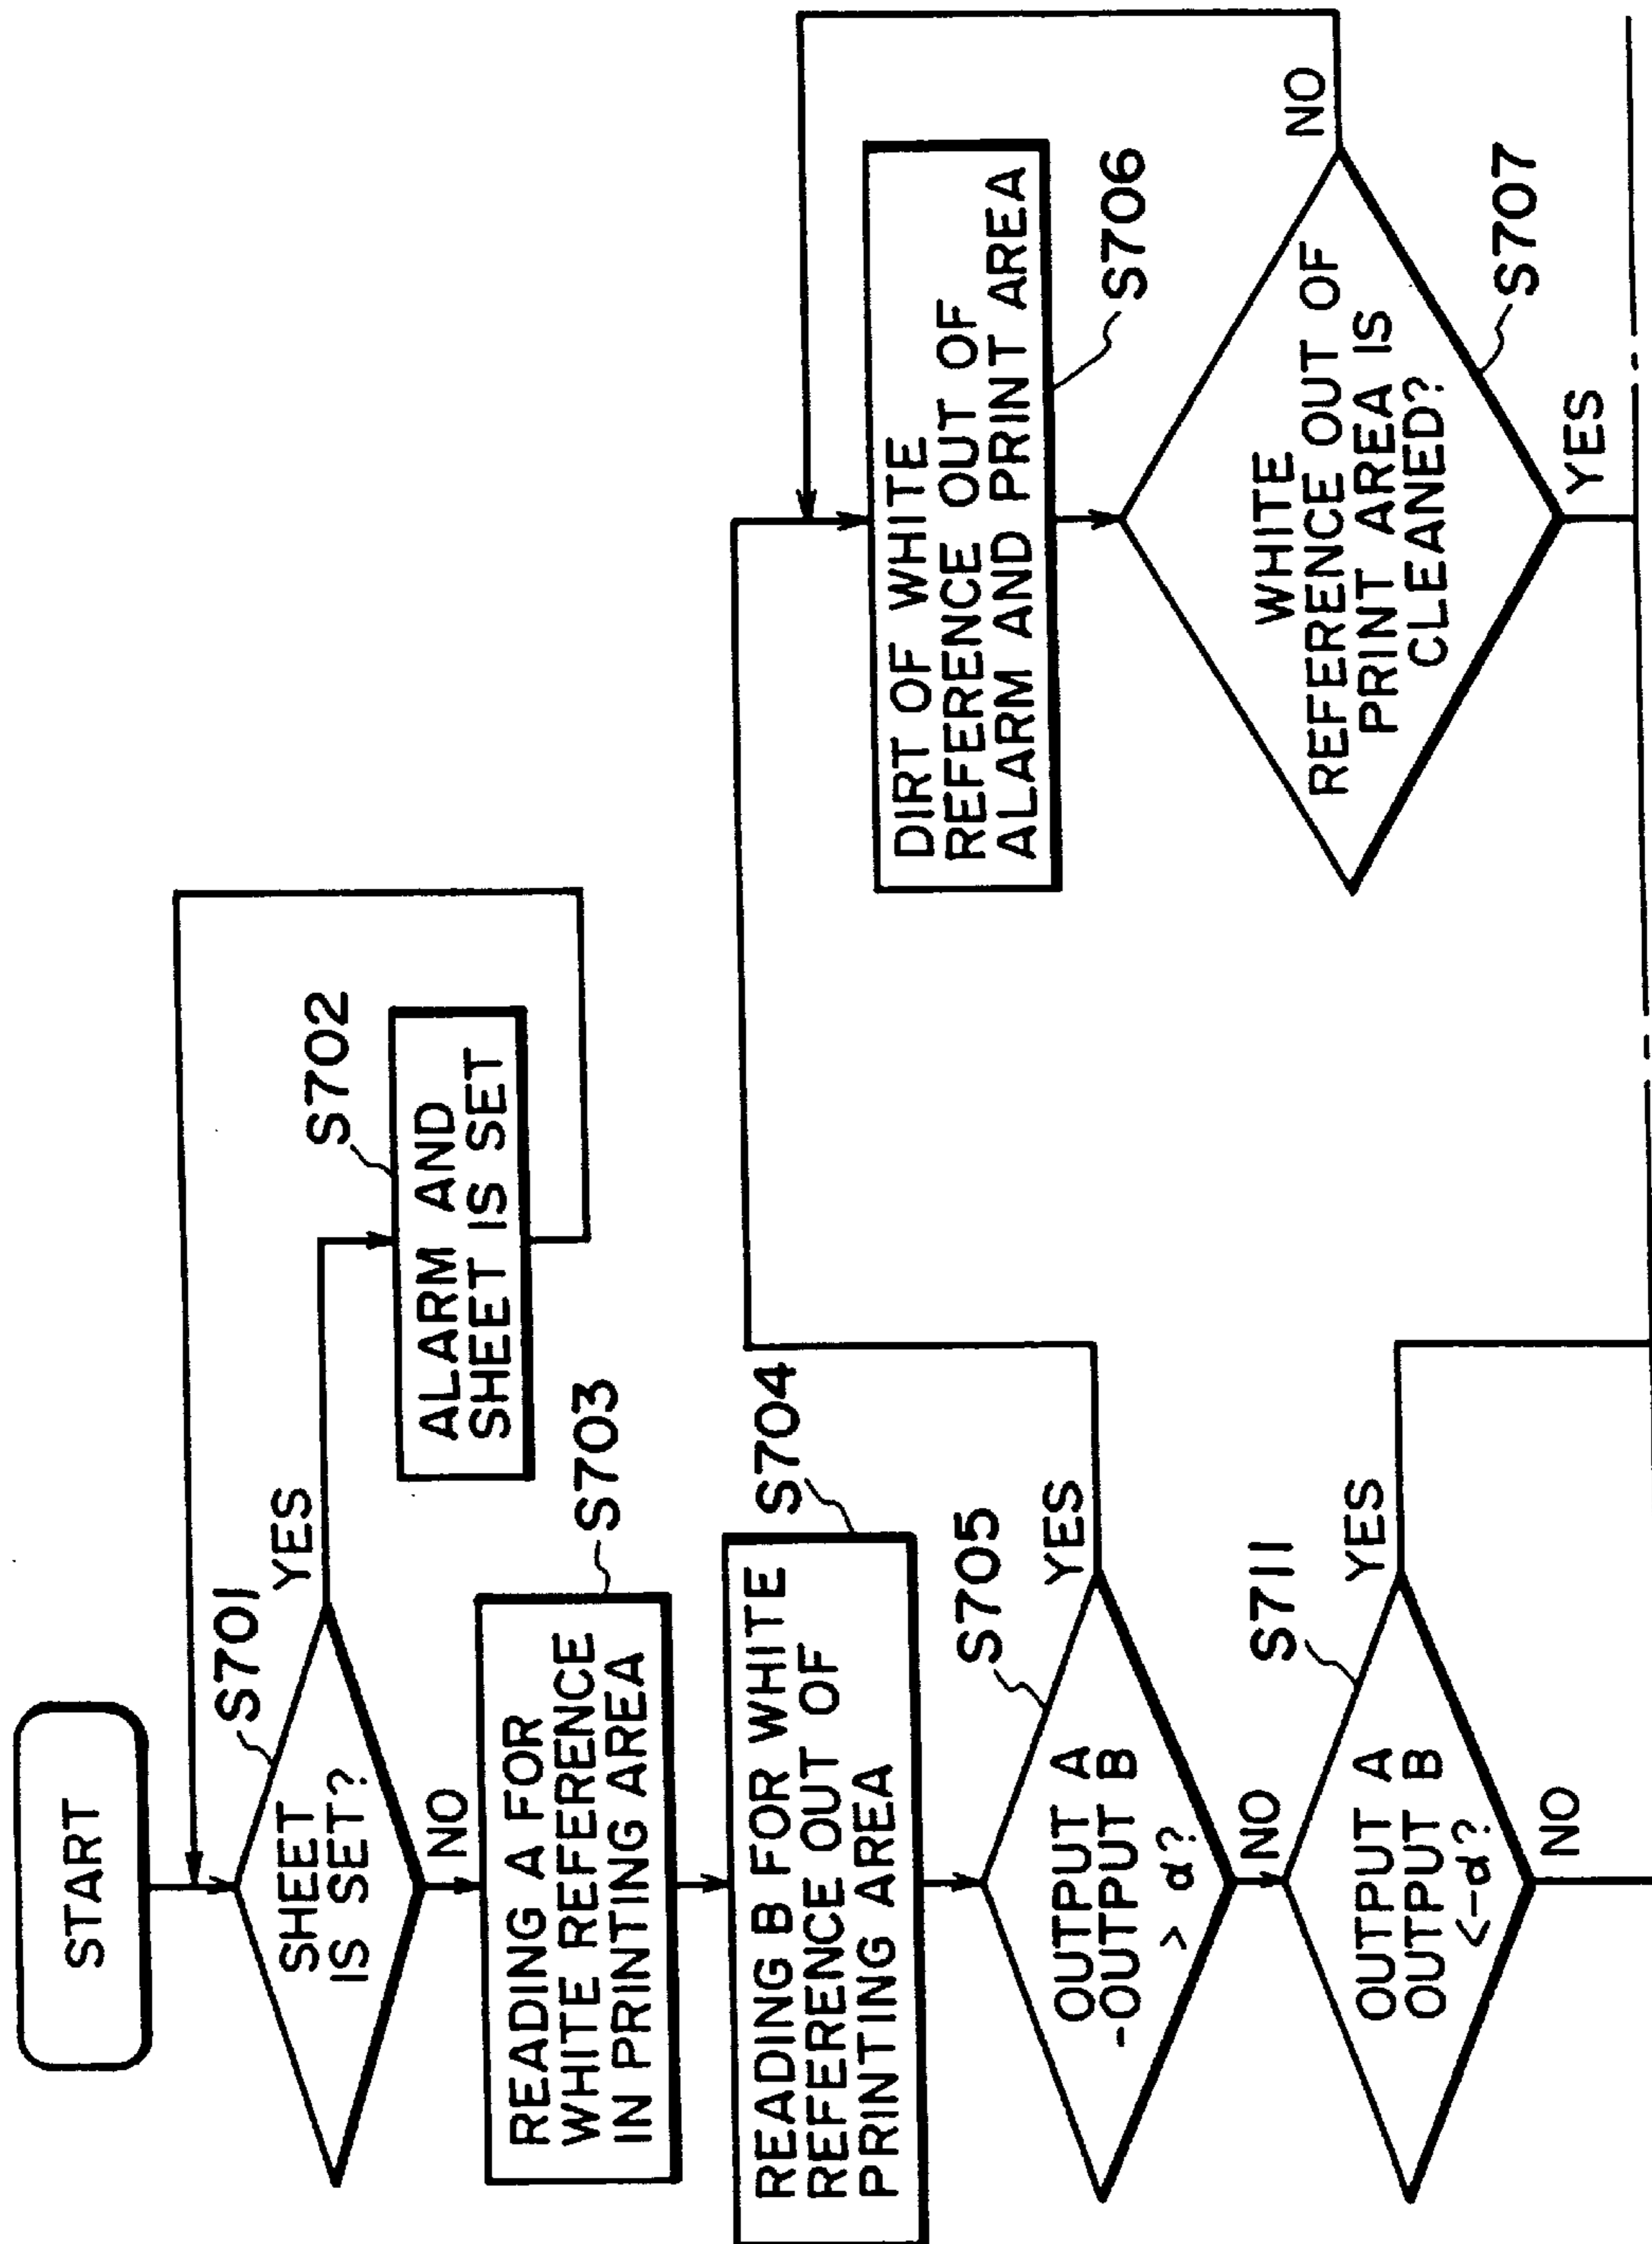 START
S701
SHEET
IS SET?
YES
NO
S702
ALARM AND
SHEET IS SET
S703
READING A FOR
WHITE REFERENCE
IN PRINTING AREA
S704
READING B FOR WHITE
REFERENCE OUT OF
PRINTING AREA
S705
OUTPUT A
-OUTPUT B
> α?
YES
NO
S711
OUTPUT A
OUTPUT B
<-α?
YES
NO
DIRT OF WHITE
REFERENCE OUT OF
ALARM AND PRINT AREA
S706
WHITE
REFERENCE OUT OF
PRINT AREA IS
CLEANED?
S707
NO
YES